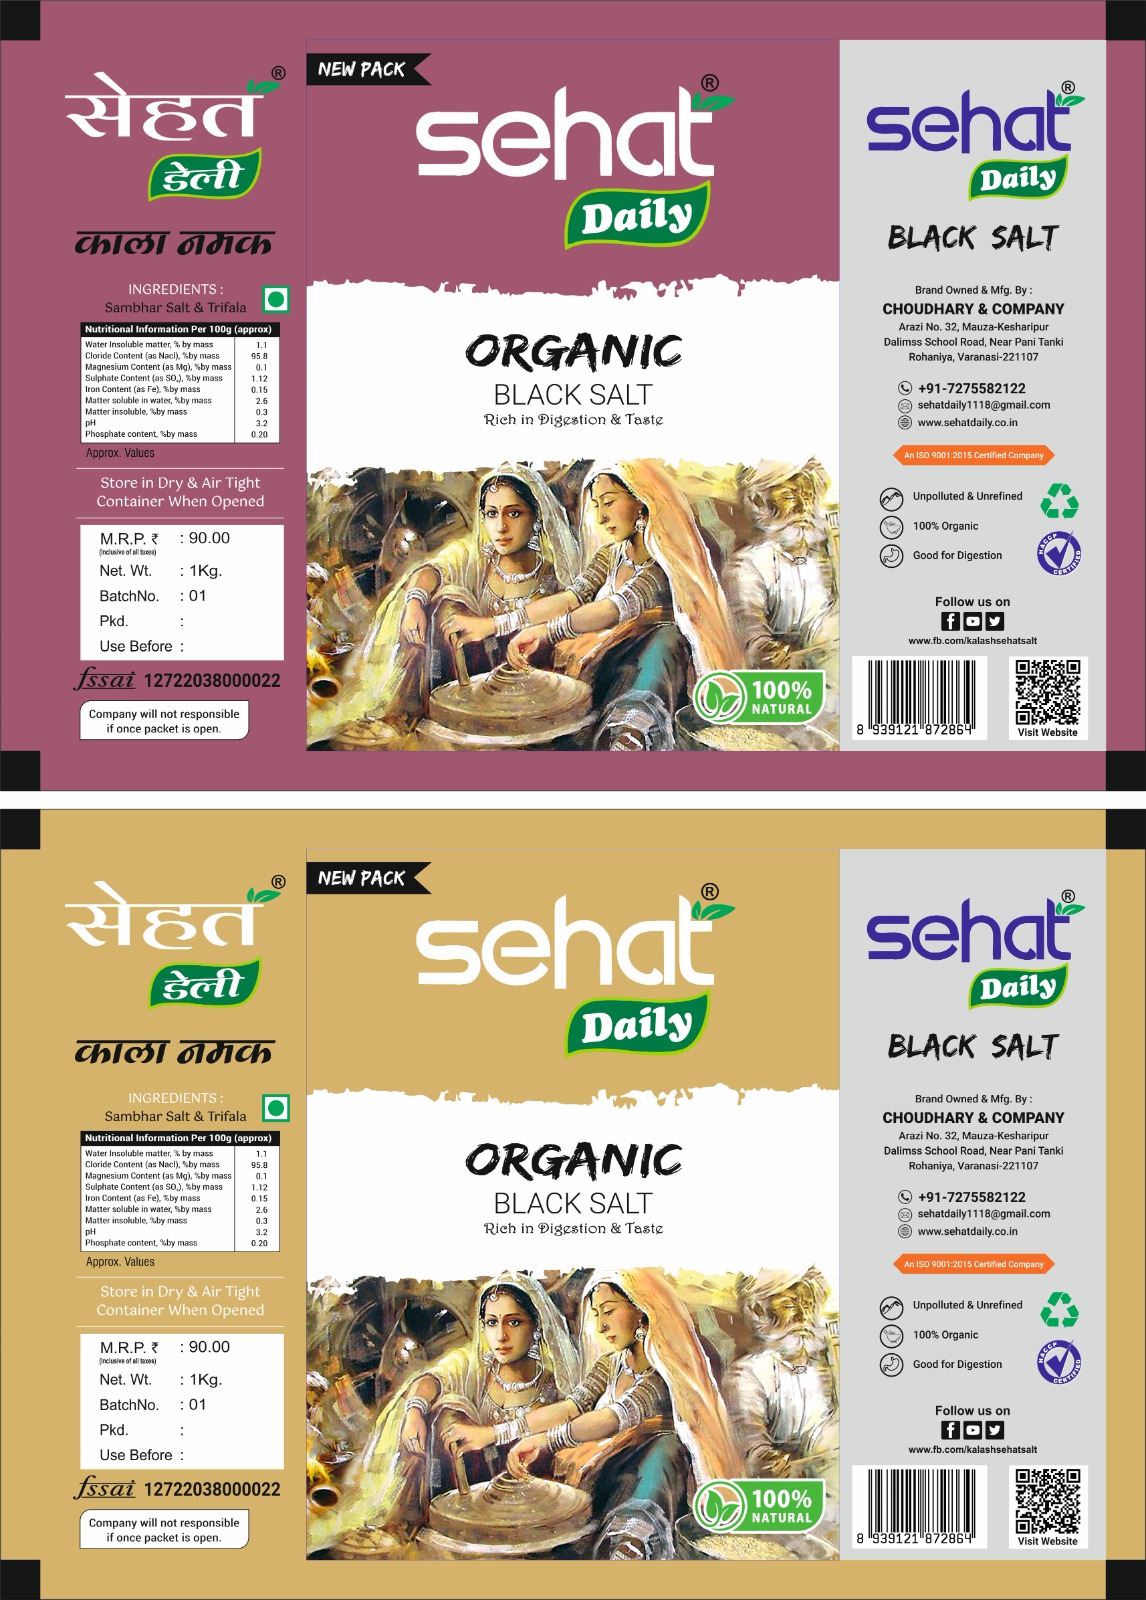 सेहत ®
डेली
काला नमक
INGREDIENTS :
Sambhar Salt & Trifala
Nutritional Information Per 100g (approx)
Water Insoluble matter, % by mass 1.1
Cloride Content (as Nacl), %by mass 95.8
Magnesium Content (as Mg), %by mass 0.1
Sulphate Content (as SO₄), %by mass 1.12
Iron Content (as Fe), %by mass 0.15
Matter soluble in water, %by mass 2.6
Matter insoluble, %by mass 0.3
pH 3.2
Phosphate content, %by mass 0.20
Approx. Values
Store in Dry & Air Tight
Container When Opened
M.R.P. ₹ : 90.00
(Inclusive of all taxes)
Net. Wt. : 1Kg.
BatchNo. : 01
Pkd. :
Use Before :
fssai 12722038000022
Company will not responsible
if once packet is open.
NEW PACK
sehat ®
Daily
ORGANIC
BLACK SALT
Rich in Digestion & Taste
100%
NATURAL
sehat ®
Daily
BLACK SALT
Brand Owned & Mfg. By :
CHOUDHARY & COMPANY
Arazi No. 32, Mauza-Kesharipur
Dalimss School Road, Near Pani Tanki
Rohaniya, Varanasi-221107
+91-7275582122
sehatdaily1118@gmail.com
www.sehatdaily.co.in
An ISO 9001:2015 Certified Company
Unpolluted & Unrefined
100% Organic
Good for Digestion
HACCP CERTIFIED
Follow us on
www.fb.com/kalashsehatsalt
8 939121 872864
Visit Website
सेहत ®
डेली
काला नमक
INGREDIENTS :
Sambhar Salt & Trifala
Nutritional Information Per 100g (approx)
Water Insoluble matter, % by mass 1.1
Cloride Content (as Nacl), %by mass 95.8
Magnesium Content (as Mg), %by mass 0.1
Sulphate Content (as SO₄), %by mass 1.12
Iron Content (as Fe), %by mass 0.15
Matter soluble in water, %by mass 2.6
Matter insoluble, %by mass 0.3
pH 3.2
Phosphate content, %by mass 0.20
Approx. Values
Store in Dry & Air Tight
Container When Opened
M.R.P. ₹ : 90.00
(Inclusive of all taxes)
Net. Wt. : 1Kg.
BatchNo. : 01
Pkd. :
Use Before :
fssai 12722038000022
Company will not responsible
if once packet is open.
NEW PACK
sehat ®
Daily
ORGANIC
BLACK SALT
Rich in Digestion & Taste
100%
NATURAL
sehat ®
Daily
BLACK SALT
Brand Owned & Mfg. By :
CHOUDHARY & COMPANY
Arazi No. 32, Mauza-Kesharipur
Dalimss School Road, Near Pani Tanki
Rohaniya, Varanasi-221107
+91-7275582122
sehatdaily1118@gmail.com
www.sehatdaily.co.in
An ISO 9001:2015 Certified Company
Unpolluted & Unrefined
100% Organic
Good for Digestion
HACCP CERTIFIED
Follow us on
www.fb.com/kalashsehatsalt
8 939121 872864
Visit Website